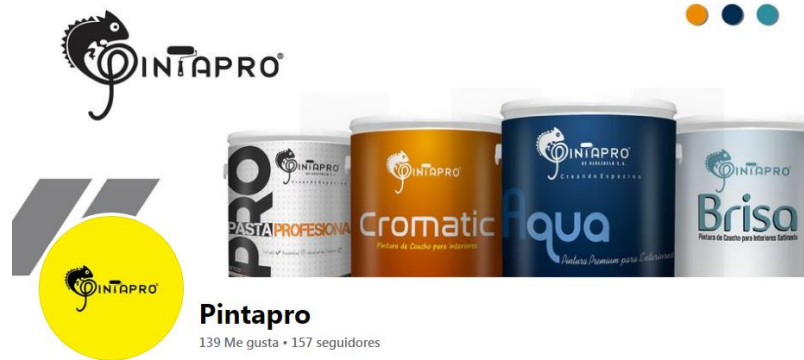 PINTAPRO®
PRO
PINTAPRO
Creando Espacios
PASTA PROFESIONA
PINTAPRO
Cromatic
Pintura de Caucho para Interiores
PINTAPRO
DE VENEZUELA C.A.
Creando Espacios
Aqua
Pintura Premium para Exteriores
PINTAPRO
Brisa
Pintura de Caucho para Interiores Satinada
PINTAPRO
Pintapro
139 Me gusta • 157 seguidores